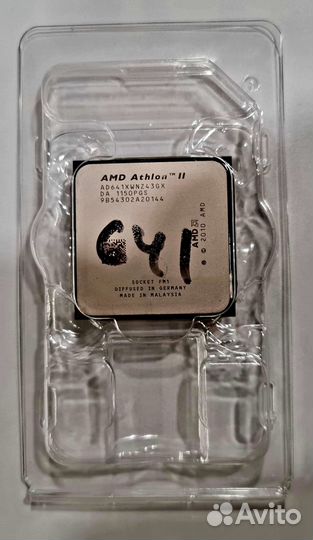 AMD Athlon™ II
AD641XWNZ43GX
DA 1150PGS
9B54302A20144
641
AMD
© 2010 AMD
SOCKET FM1
DIFFUSED IN GERMANY
MADE IN MALAYSIA
Avito